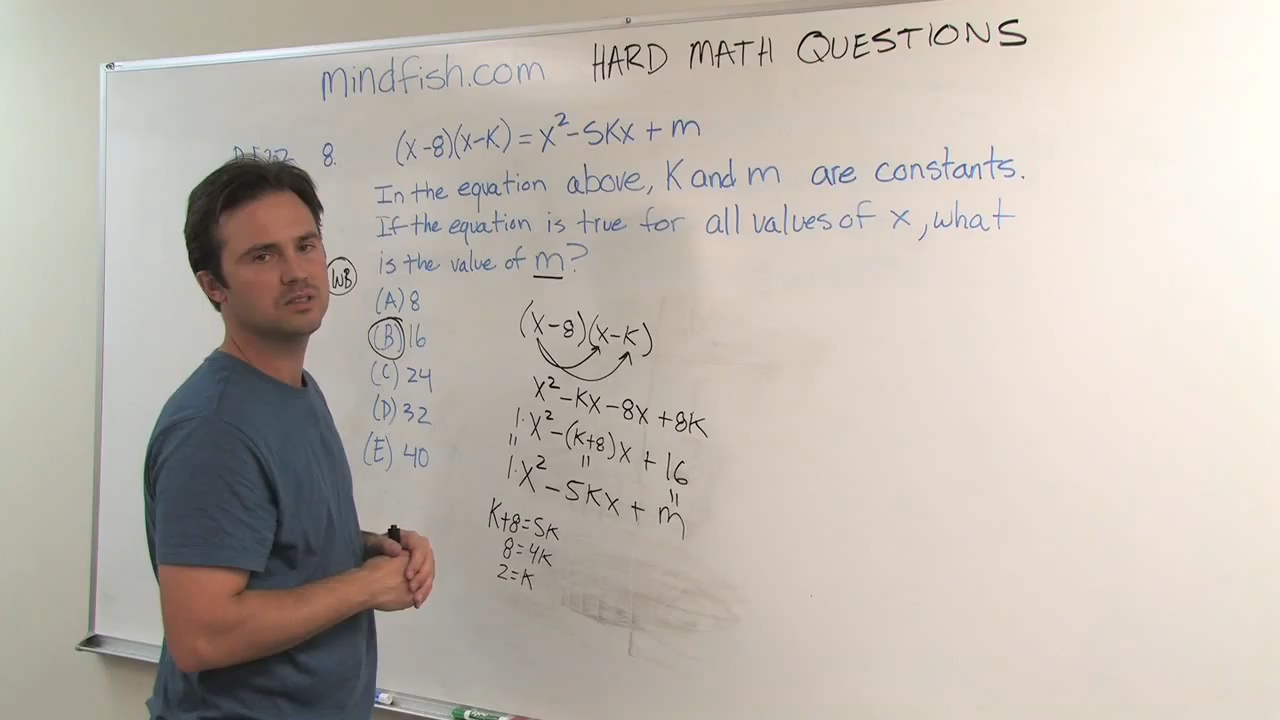 mindfish.com HARD MATH QUESTIONS
8. (x-8)(x-K) = x²-5Kx + m
In the equation above, K and m are constants.
If the equation is true for all values of x, what
is the value of m?
WB
(A) 8
(B) 16
(C) 24
(D) 32
(E) 40
(x-8)(x-K)
x²-Kx-8x+8K
1·x²-(K+8)x+16
" " "
1·x²-5Kx+m
K+8=5K
8=4K
2=K